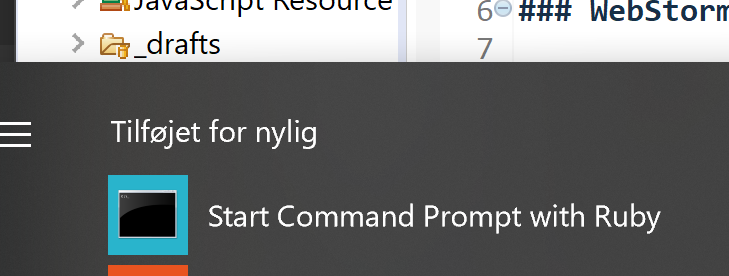 JavaScript Resource
_drafts
6 ### WebStorm
7
Tilføjet for nylig
Start Command Prompt with Ruby